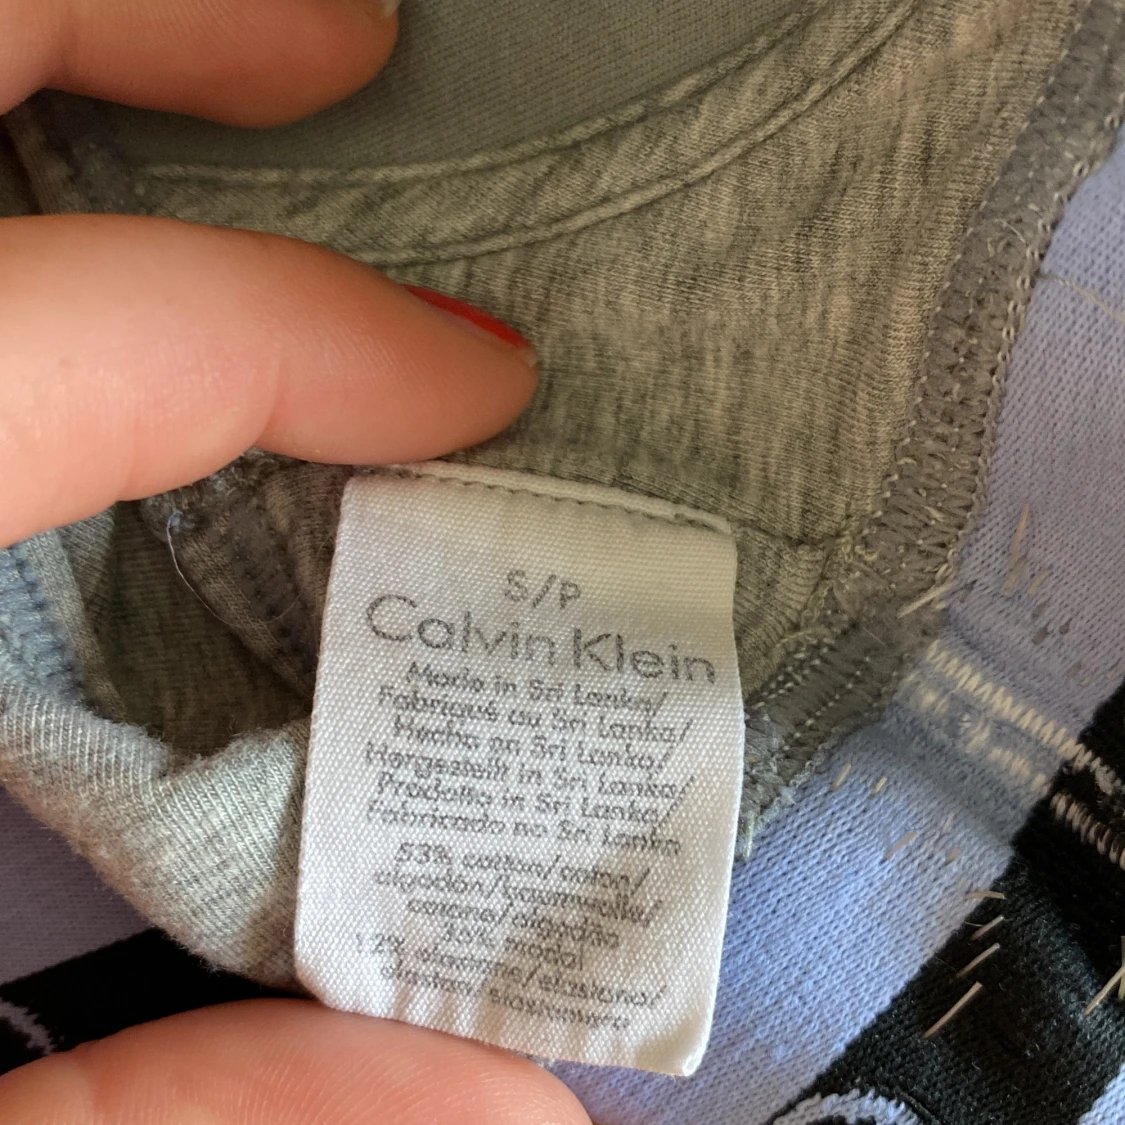 S/P
Calvin Klein
Made in Sri Lanka/
Fabriqué au Sri Lanka/
Hecho en Sri Lanka/
Hergestellt in Sri Lanka/
Prodotto in Sri Lanka/
Fabricado no Sri Lanka
53% cotton/coton/
algodón/baumwolle/
cotone/algodão
35% modal
12% elastane/elastano/